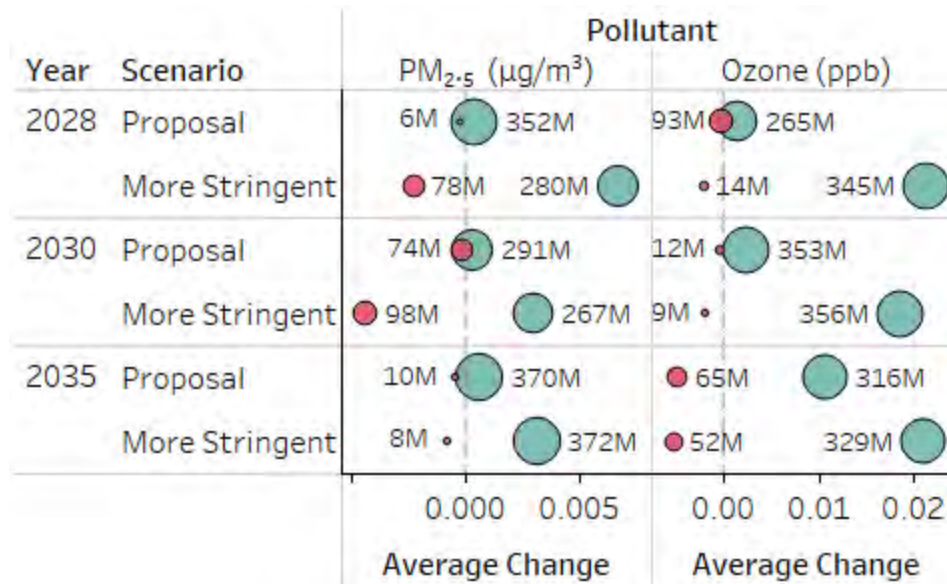 Pollutant
Year Scenario PM₂.₅ (µg/m³) Ozone (ppb)
2028 Proposal 6M 352M 93M 265M
More Stringent 78M 280M 14M 345M
2030 Proposal 74M 291M 12M 353M
More Stringent 98M 267M 9M 356M
2035 Proposal 10M 370M 65M 316M
More Stringent 8M 372M 52M 329M
0.000 0.005 0.00 0.01 0.02
Average Change Average Change